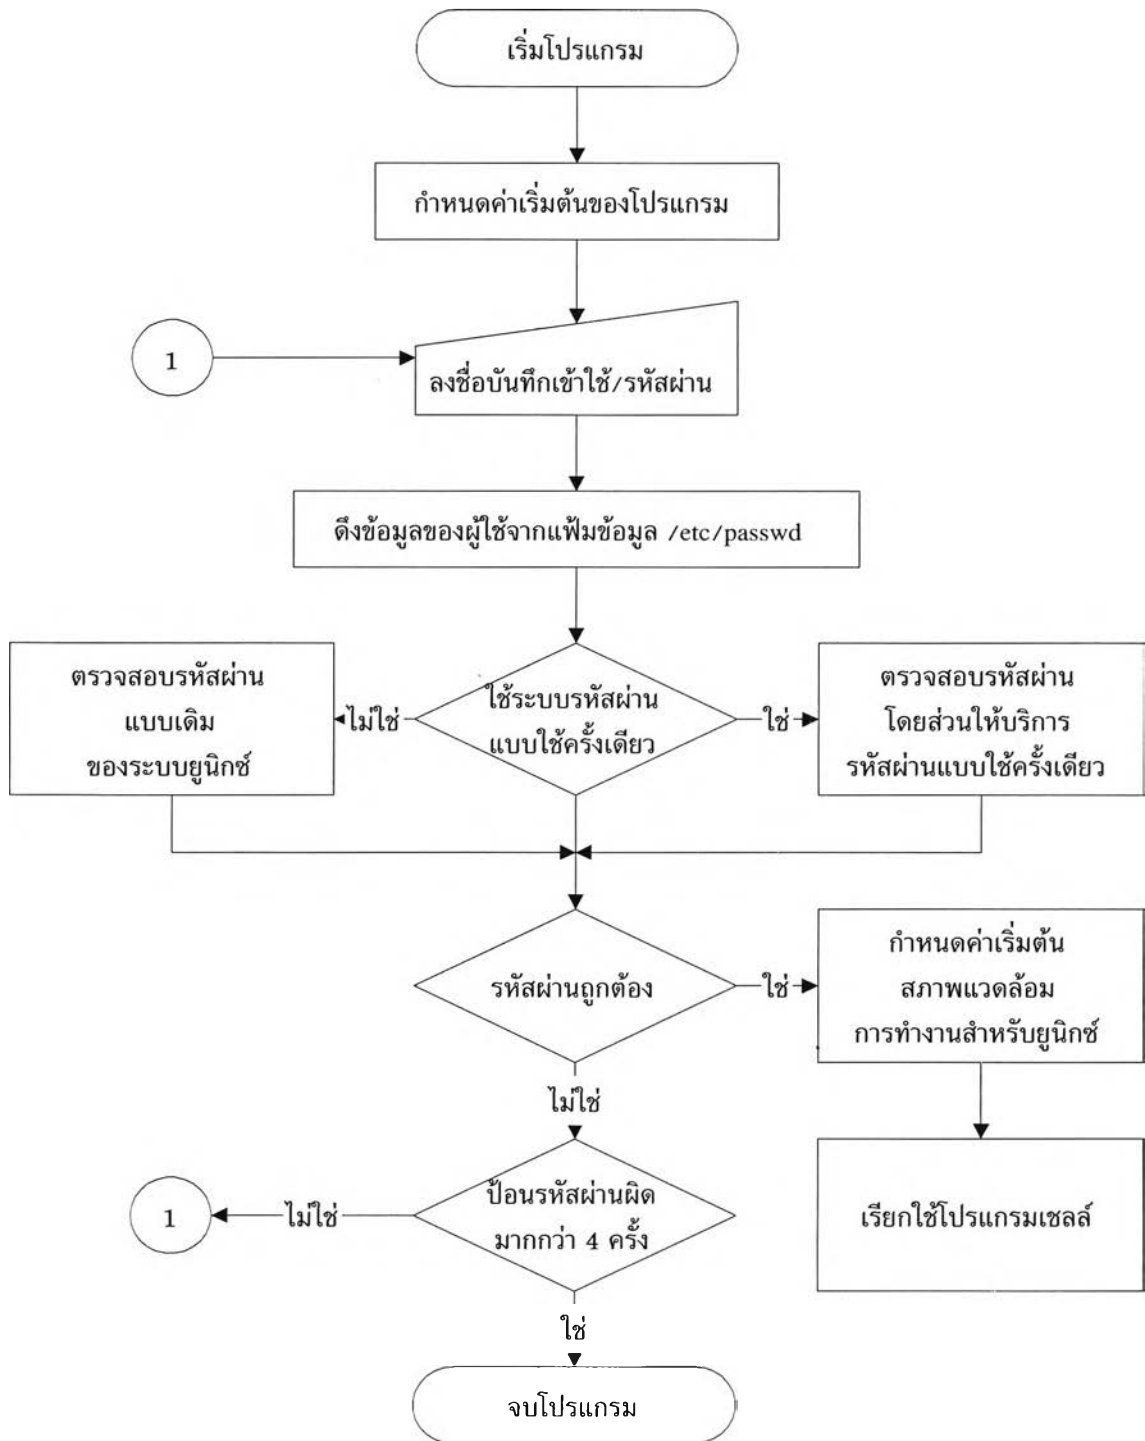 เริ่มโปรแกรม
กำหนดค่าเริ่มต้นของโปรแกรม
1
ลงชื่อบันทึกเข้าใช้/รหัสผ่าน
ดึงข้อมูลของผู้ใช้จากแฟ้มข้อมูล /etc/passwd
ตรวจสอบรหัสผ่าน
แบบเดิม
ของระบบยูนิกซ์
ไม่ใช่
ใช้ระบบรหัสผ่าน
แบบใช้ครั้งเดียว
ใช่
ตรวจสอบรหัสผ่าน
โดยส่วนให้บริการ
รหัสผ่านแบบใช้ครั้งเดียว
รหัสผ่านถูกต้อง
ใช่
กำหนดค่าเริ่มต้น
สภาพแวดล้อม
การทำงานสำหรับยูนิกซ์
ไม่ใช่
1
ไม่ใช่
ป้อนรหัสผ่านผิด
มากกว่า 4 ครั้ง
เรียกใช้โปรแกรมเชลล์
ใช่
จบโปรแกรม